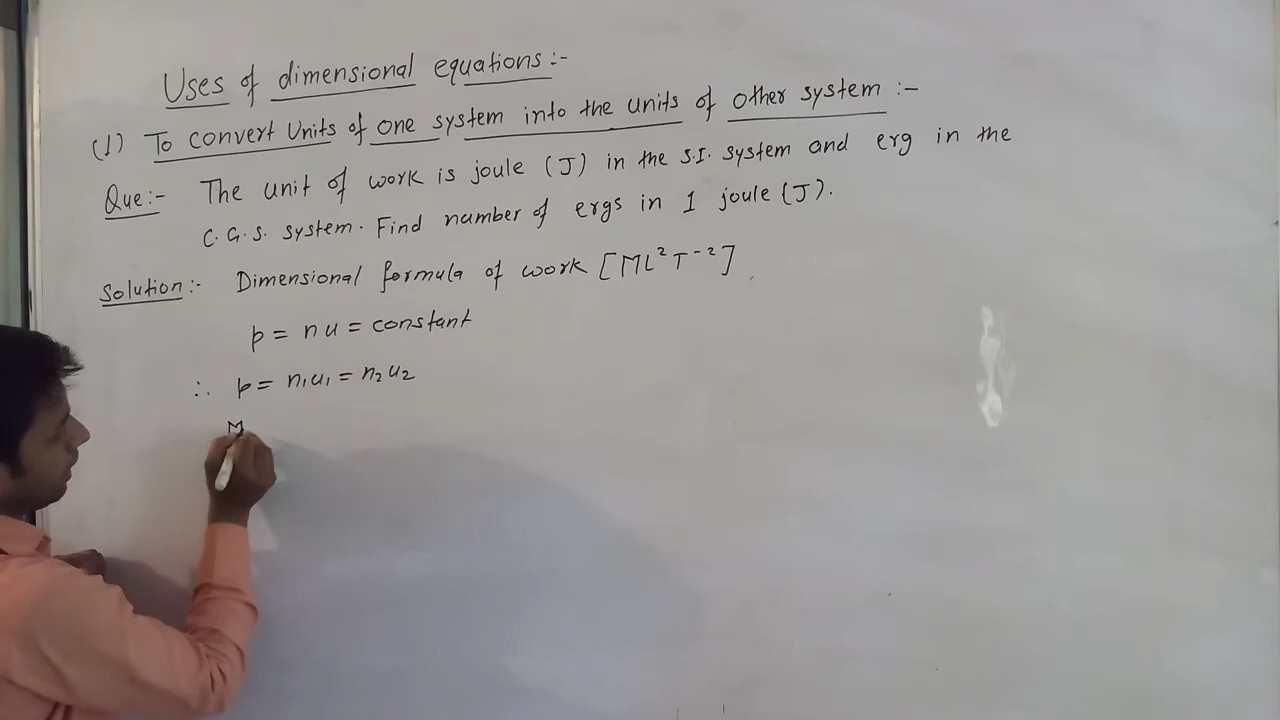 Uses of dimensional equations :-
(1) To convert Units of one system into the units of other system :-
Que:- The unit of work is joule (J) in the S.I. system and erg in the
C.G.S. system. Find number of ergs in 1 joule (J).
Solution:- Dimensional formula of work [ML²T⁻²]
p = nu = constant
∴ p = n₁u₁ = n₂u₂
M